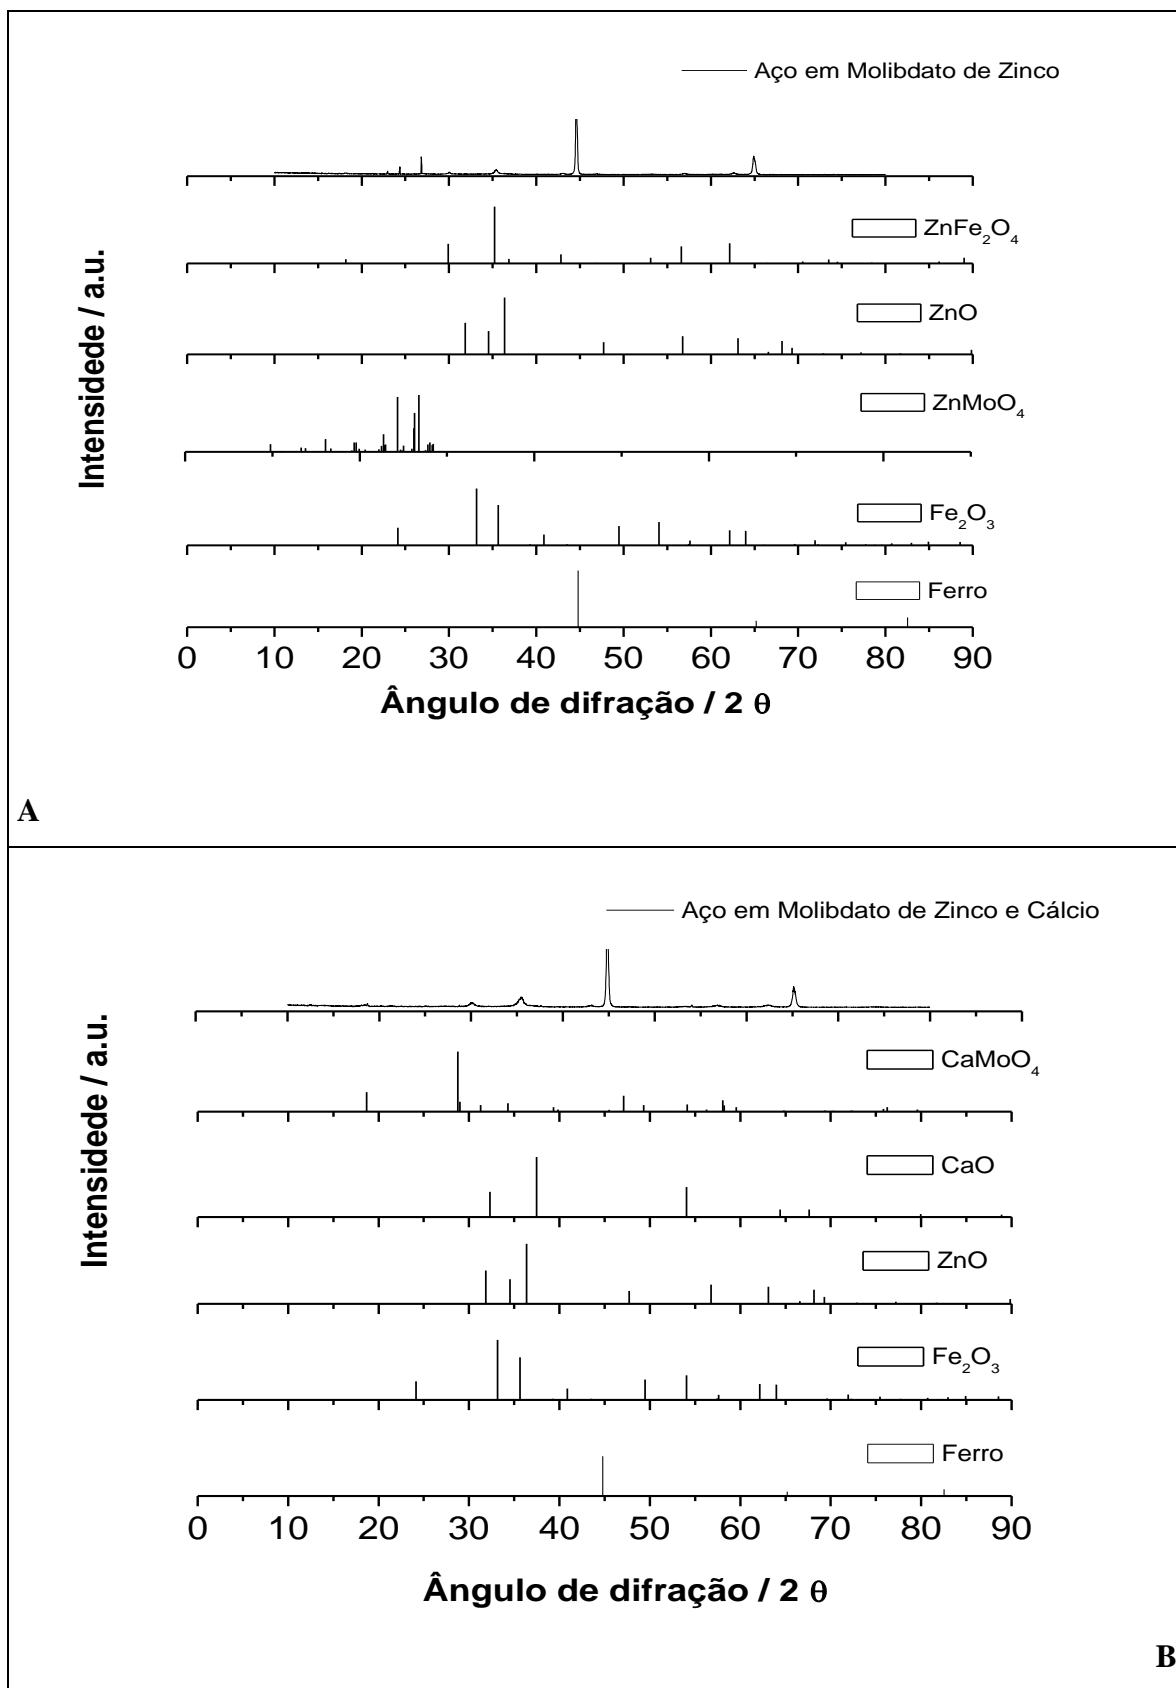 Aço em Molibdato de Zinco
ZnFe2O4
ZnO
ZnMoO4
Fe2O3
Ferro
Intensidede / a.u.
0 10 20 30 40 50 60 70 80 90
Ângulo de difração / 2 θ
A
Aço em Molibdato de Zinco e Cálcio
CaMoO4
CaO
ZnO
Fe2O3
Ferro
Intensidede / a.u.
0 10 20 30 40 50 60 70 80 90
Ângulo de difração / 2 θ
B